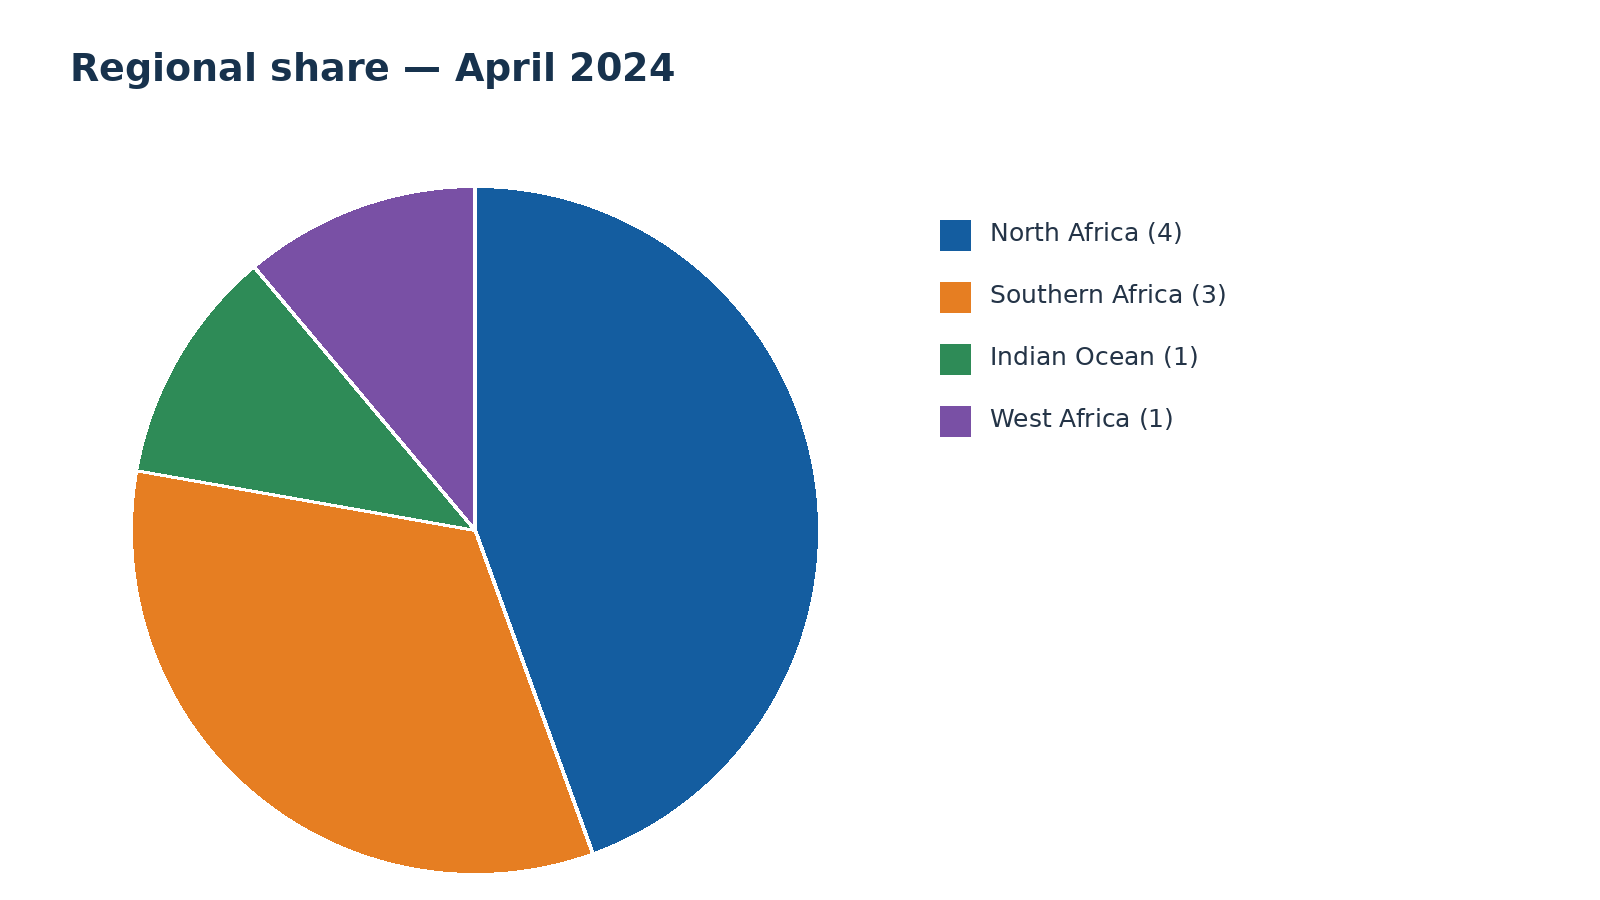 Regional share — April 2024
North Africa (4)
Southern Africa (3)
Indian Ocean (1)
West Africa (1)